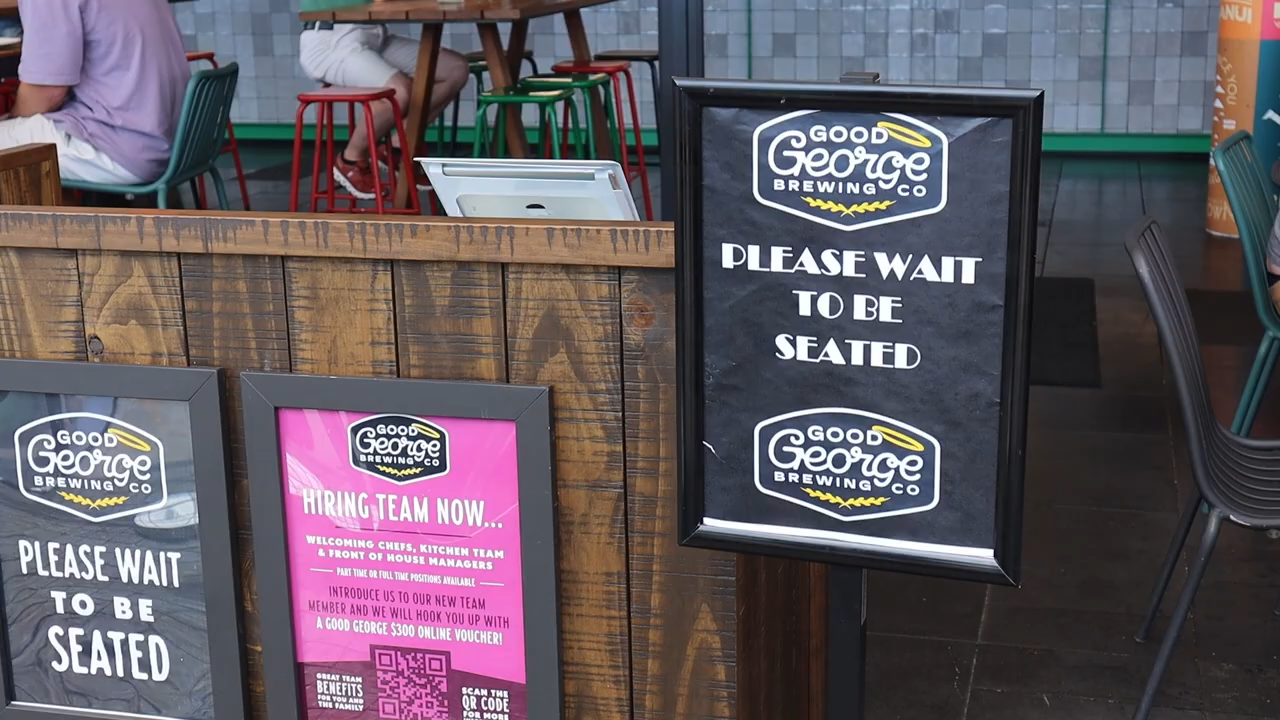 GOOD
George
BREWING CO
PLEASE WAIT
TO BE
SEATED
GOOD
George
BREWING CO
GOOD
George
BREWING CO
PLEASE WAIT
TO BE
SEATED
GOOD
George
BREWING CO
HIRING TEAM NOW...
WELCOMING CHEFS, KITCHEN TEAM
& FRONT OF HOUSE MANAGERS
PART TIME OR FULL TIME POSITIONS AVAILABLE
INTRODUCE US TO OUR NEW TEAM
MEMBER AND WE WILL HOOK YOU UP WITH
A GOOD GEORGE $300 ONLINE VOUCHER!
GREAT TEAM
BENEFITS
FOR YOU AND
THE FAMILY
SCAN THE
QR CODE
FOR MORE
YOU